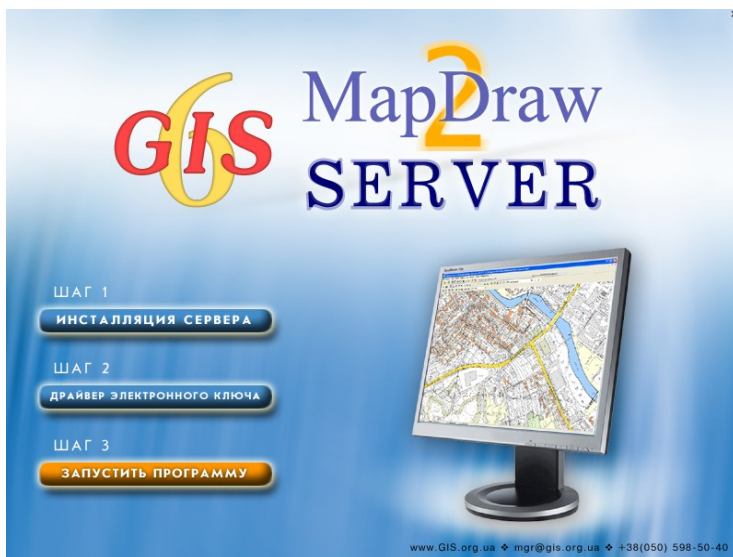 GIS 6
MapDraw 2
SERVER
ШАГ 1
ИНСТАЛЛЯЦИЯ СЕРВЕРА
ШАГ 2
ДРАЙВЕР ЭЛЕКТРОННОГО КЛЮЧА
ШАГ 3
ЗАПУСТИТЬ ПРОГРАММУ
www.GIS.org.ua ❖ mgr@gis.org.ua ❖ +38(050) 598-50-40